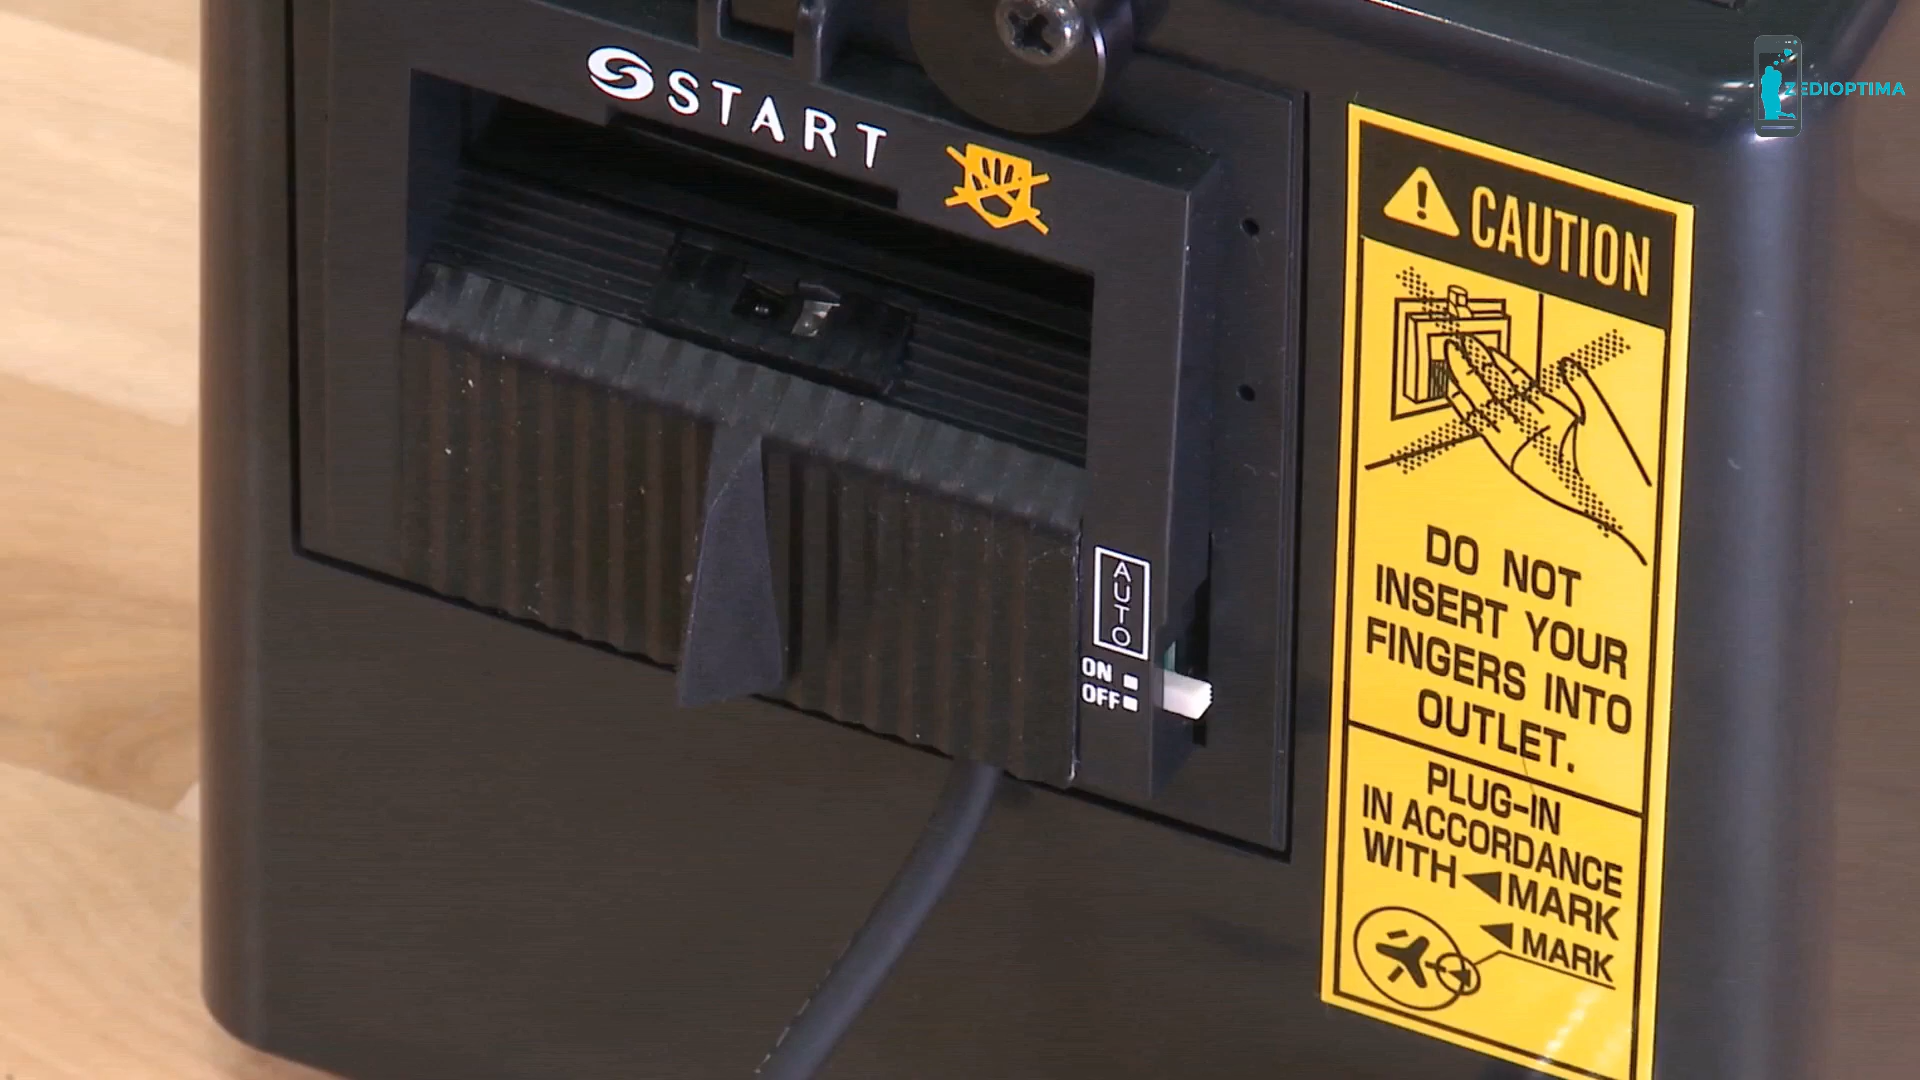 START
AUTO
ON
OFF
CAUTION
DO NOT
INSERT YOUR
FINGERS INTO
OUTLET.
PLUG-IN
IN ACCORDANCE
WITH ◀MARK
◀MARK
ZEDIOPTIMA